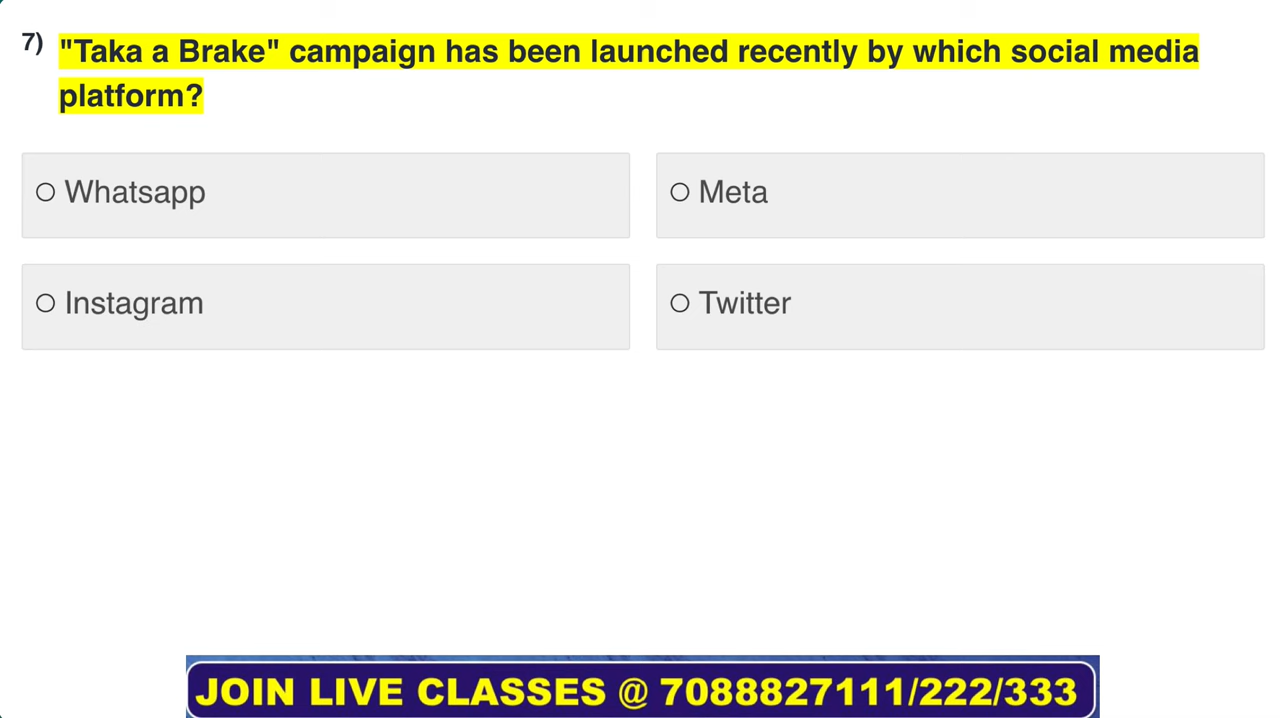 7) "Taka a Brake" campaign has been launched recently by which social media
platform?
Whatsapp
Meta
Instagram
Twitter
JOIN LIVE CLASSES @ 7088827111/222/333